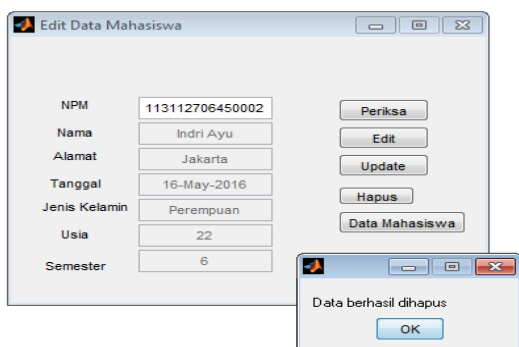 Edit Data Mahasiswa
NPM 113112706450002 Periksa
Nama Indri Ayu Edit
Alamat Jakarta Update
Tanggal 16-May-2016 Hapus
Jenis Kelamin Perempuan Data Mahasiswa
Usia 22
Semester 6
Data berhasil dihapus
OK